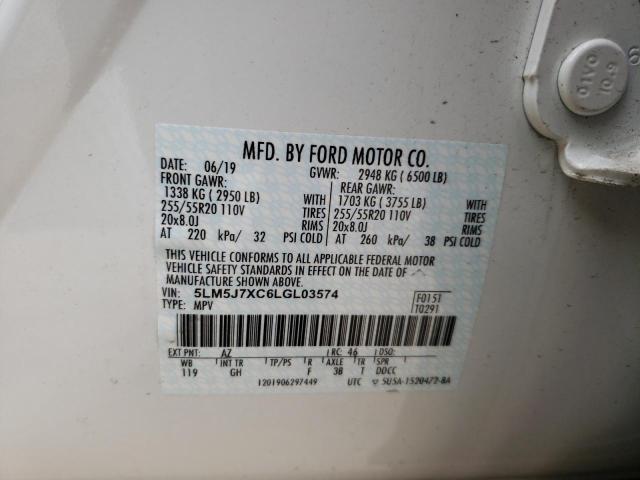 MFD. BY FORD MOTOR CO.
DATE: 06/19 GVWR: 2948 KG ( 6500 LB)
FRONT GAWR: REAR GAWR:
1338 KG ( 2950 LB) WITH 1703 KG ( 3755 LB) WITH
255/55R20 110V TIRES 255/55R20 110V TIRES
20x8.0J RIMS 20x8.0J RIMS
AT 220 kPa/ 32 PSI COLD AT 260 kPa/ 38 PSI COLD
THIS VEHICLE CONFORMS TO ALL APPLICABLE FEDERAL MOTOR
VEHICLE SAFETY STANDARDS IN EFFECT ON THE DATE OF
MANUFACTURE SHOWN ABOVE.
VIN: 5LM5J7XC6LGL03574 F0151
TYPE: MPV T0291
EXT PNT: AZ RC: 46 DSO:
WB INT TR TP/PS R AXLE TR SPR
119 GH F 3B T DOCC
1201906297449 UTC 5U5A-1520472-BA